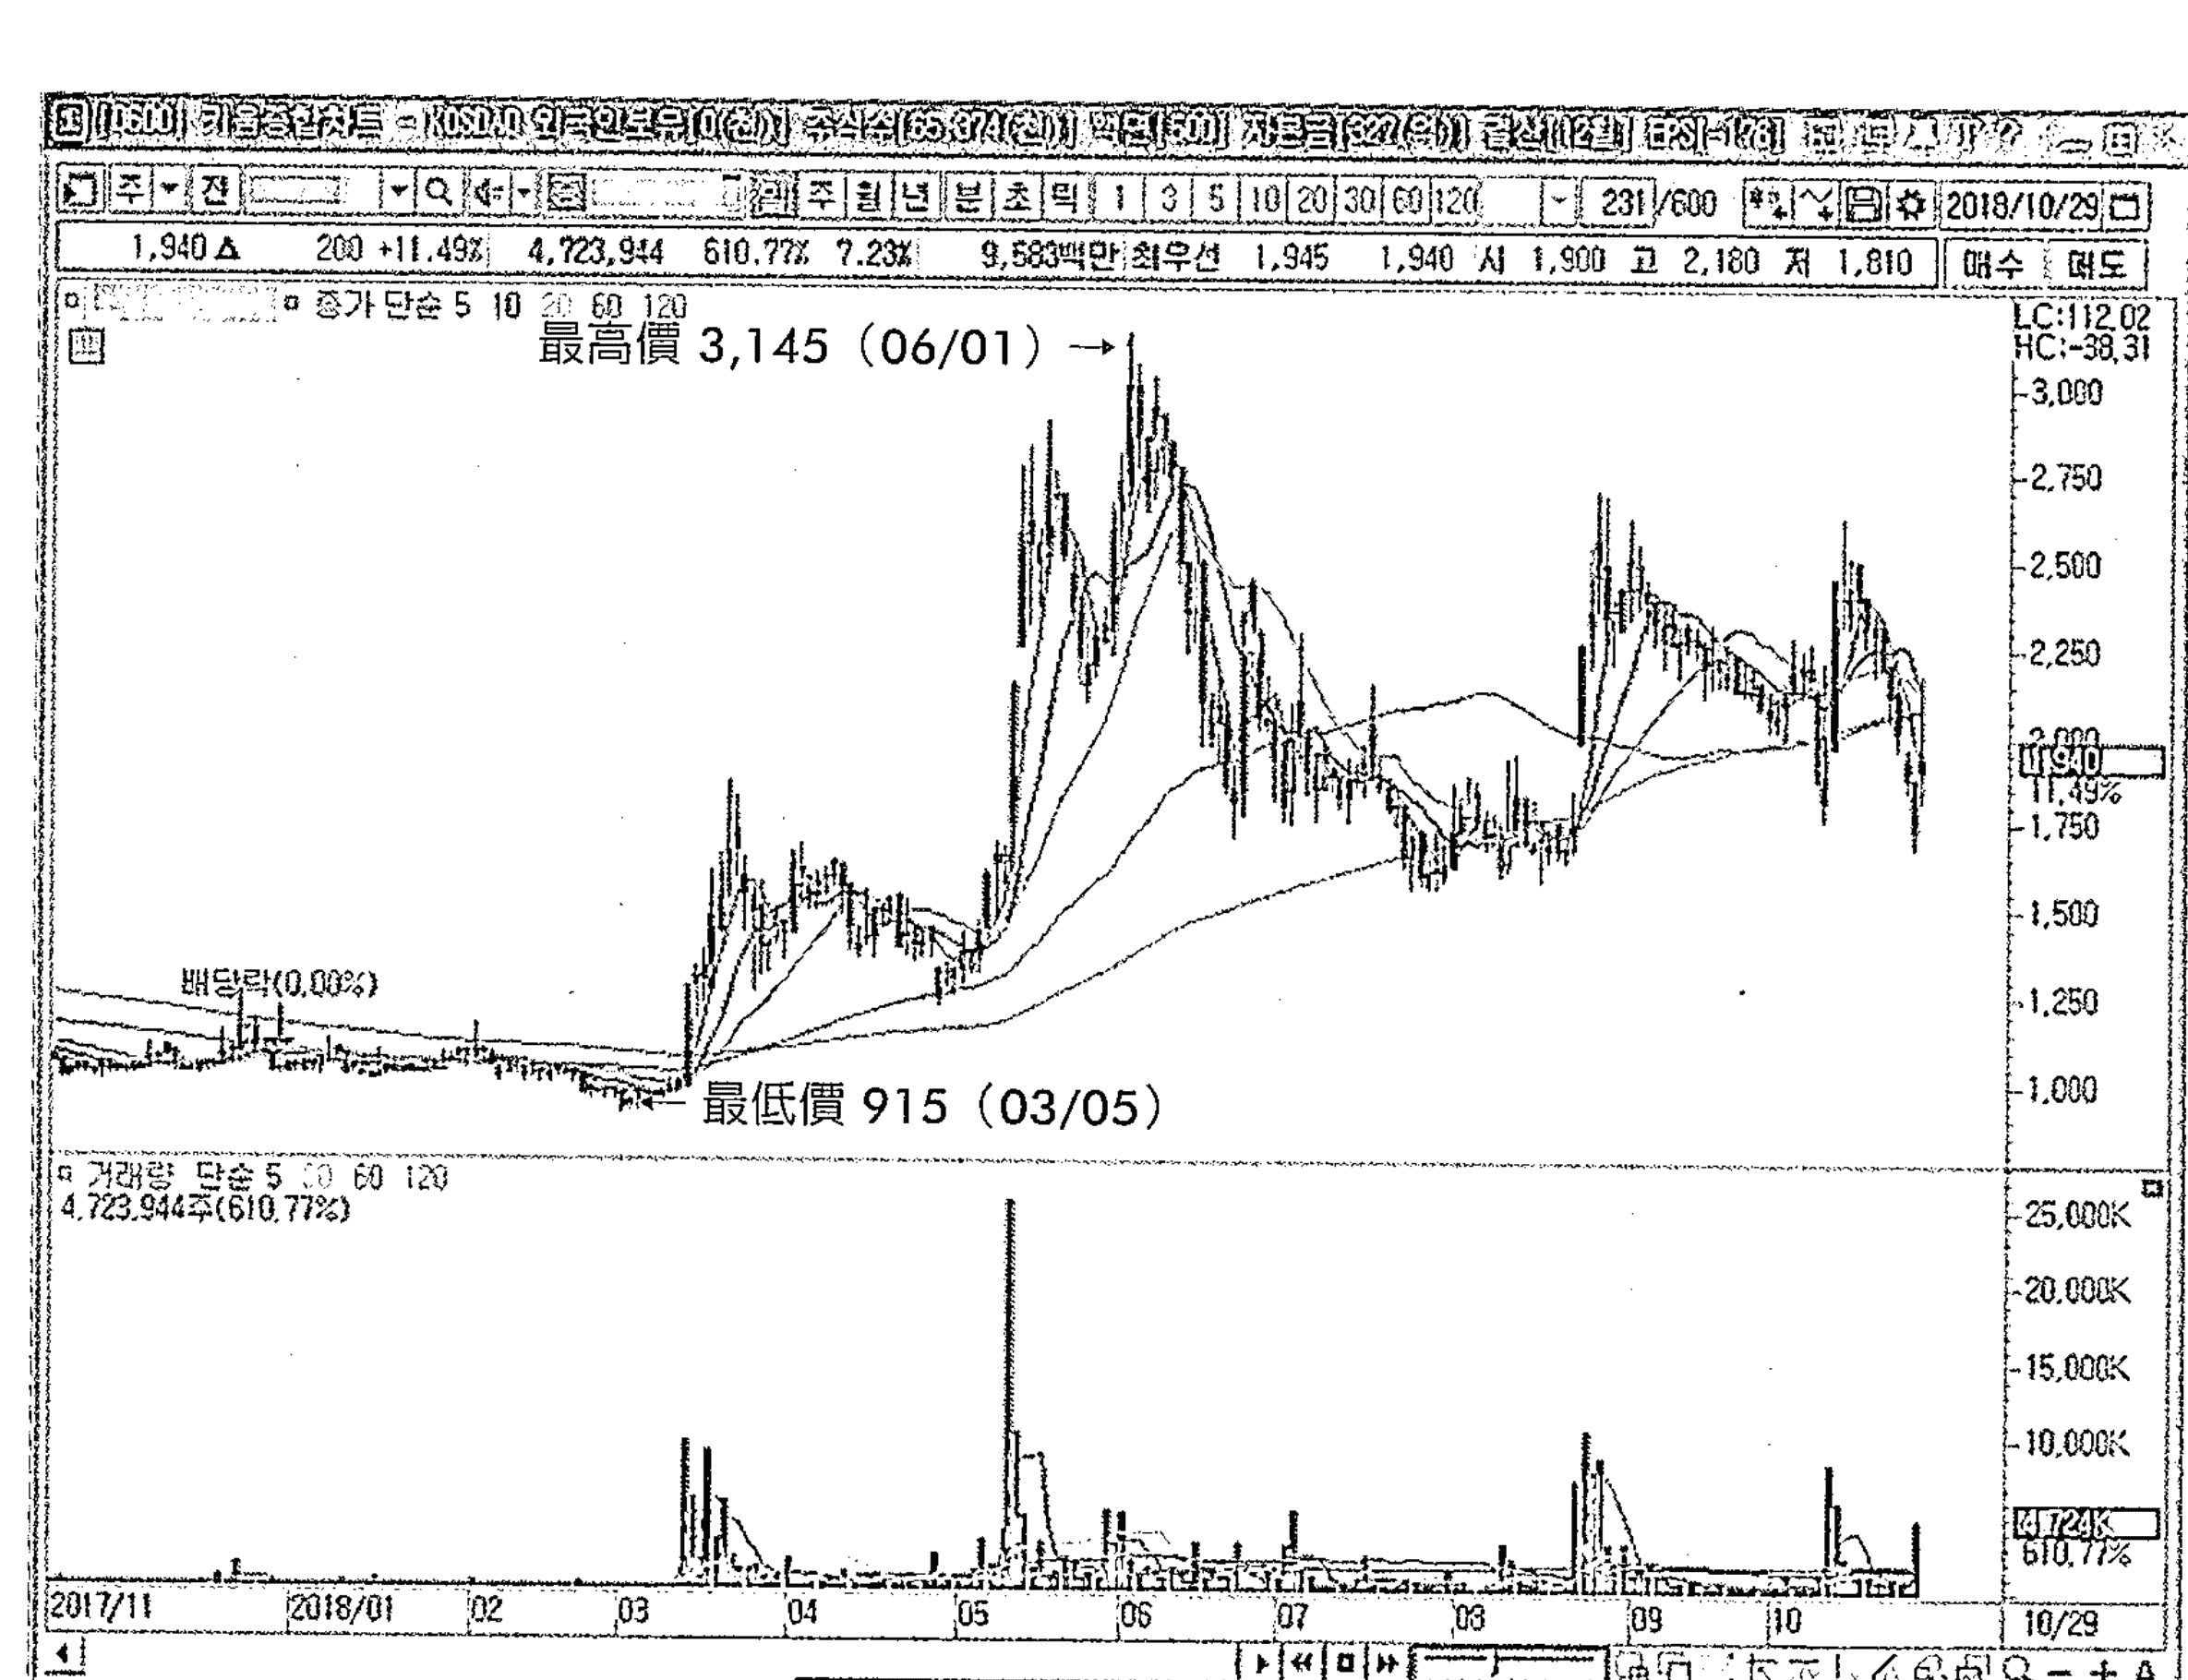 [0600] 키움종합차트 - KOSDAQ 외국인보유[0(천)] 주식수[65,374(천)] 액면[500] 자본금[327(억)] 결산[12월] EPS[-178]
주 잔 주 월 년 분 초 틱 1 3 5 10 20 30 60 120 231 /600 2018/10/29
1,940 △ 200 +11.49% 4,723,944 610.77% 7.23% 9,583백만 최우선 1,945 1,940 시 1,900 고 2,180 저 1,810 매수 매도
종가 단순 5 10 20 60 120
LC:112.02
HC:-38.31
最高價 3,145（06/01）→
3,000
2,750
2,500
2,250
2,000
1,940
11.49%
1,750
1,500
배당락(0.00%)
1,250
1,000
← 最低價 915（03/05）
거래량 단순 5 20 60 120
4,723,944주(610.77%)
25,000K
20,000K
15,000K
10,000K
4,724K
610.77%
2017/11 2018/01 02 03 04 05 06 07 08 09 10 10/29